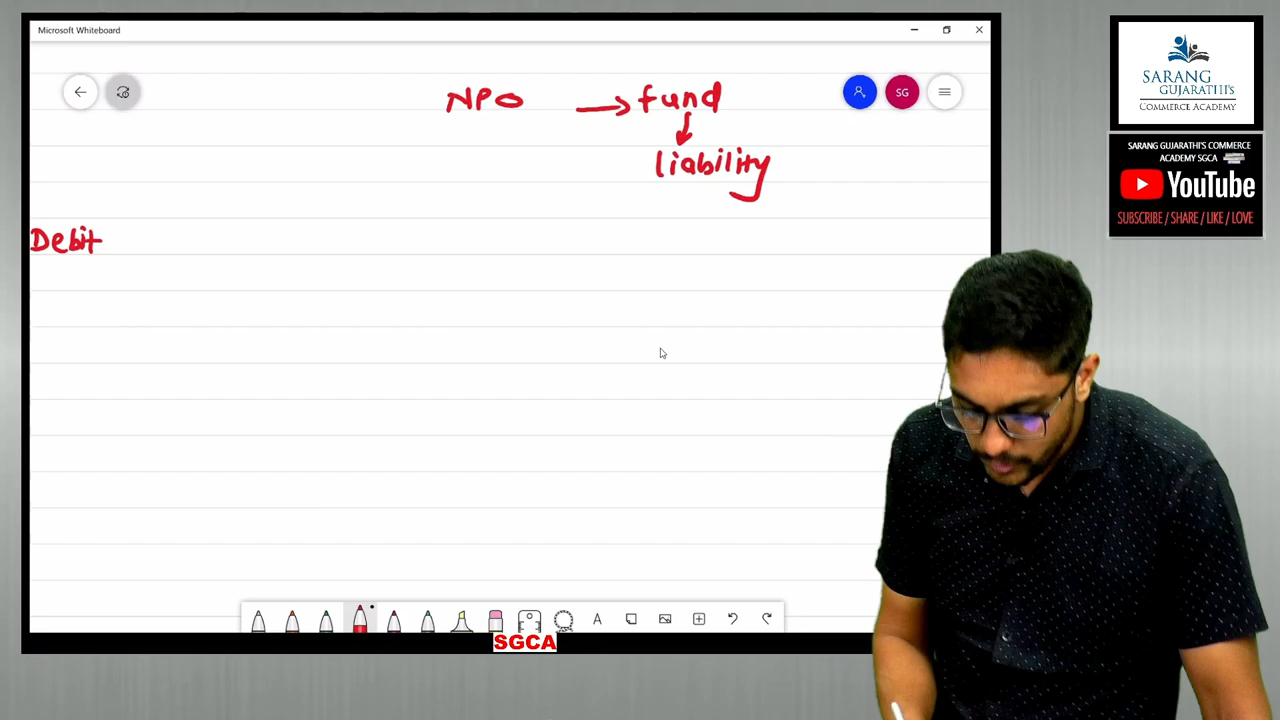 Microsoft Whiteboard
NPO → fund
↓
liability
Debit
SG
A
SGCA
SARANG
GUJARATHI'S
COMMERCE ACADEMY
SARANG GUJARATHI'S COMMERCE
ACADEMY SGCA
YouTube
SUBSCRIBE / SHARE / LIKE / LOVE